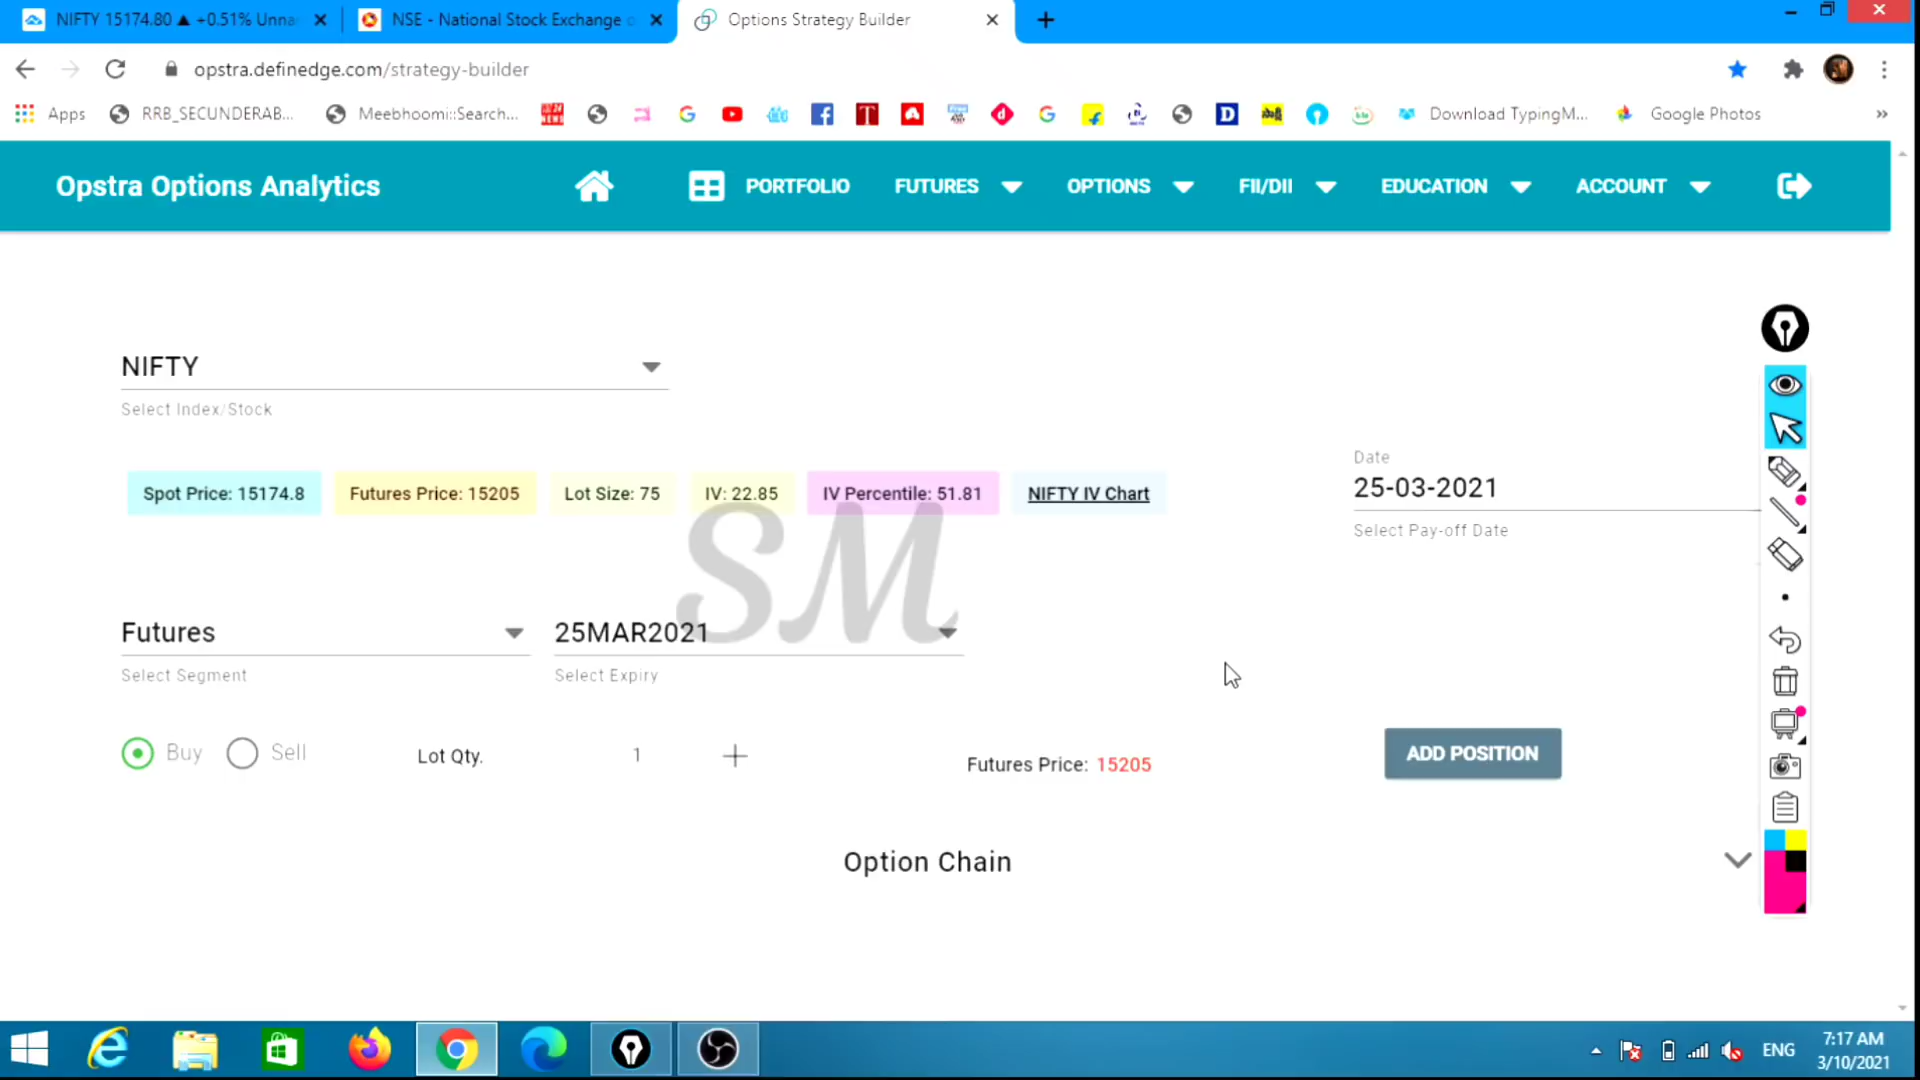 NIFTY 15174.80 ▲ +0.51% Unna
NSE - National Stock Exchange o
Options Strategy Builder
opstra.definedge.com/strategy-builder
Apps
RRB_SECUNDERAB...
Meebhoomi::Search...
Download TypingM...
Google Photos
»
Opstra Options Analytics
PORTFOLIO
FUTURES
OPTIONS
FII/DII
EDUCATION
ACCOUNT
NIFTY
Select Index/Stock
Spot Price: 15174.8
Futures Price: 15205
Lot Size: 75
IV: 22.85
IV Percentile: 51.81
NIFTY IV Chart
Date
25-03-2021
Select Pay-off Date
SM
Futures
Select Segment
25MAR2021
Select Expiry
Buy
Sell
Lot Qty.
1
Futures Price: 15205
ADD POSITION
Option Chain
ENG
7:17 AM
3/10/2021